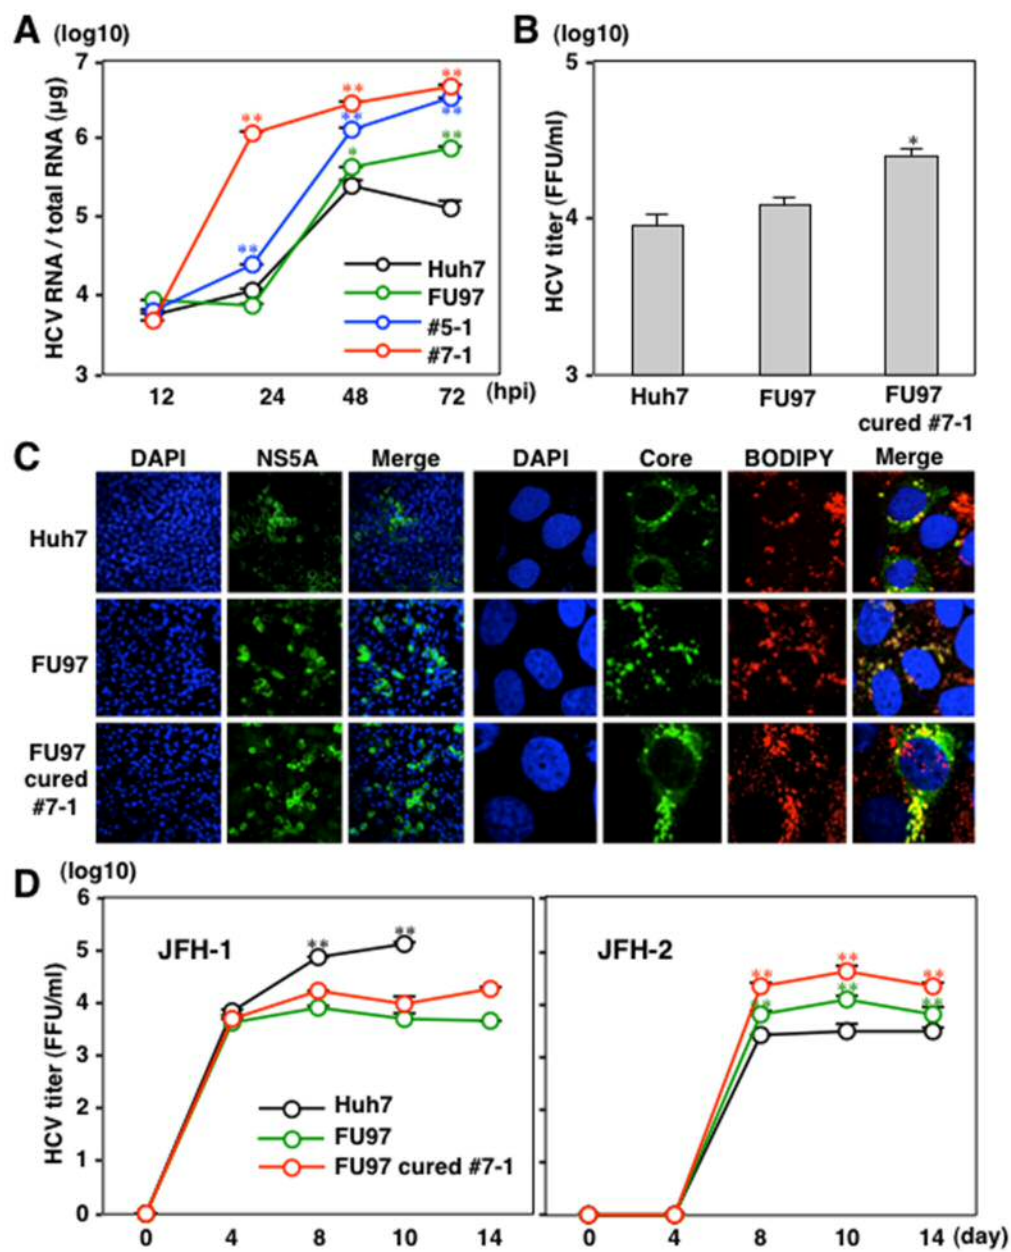 A (log10)
7
6
5
4
3
HCV RNA / total RNA (µg)
** ** **
** ** **
* **
Huh7
FU97
#5-1
#7-1
12 24 48 72 (hpi)
B (log10)
5
4
3
HCV titer (FFU/ml)
*
Huh7 FU97 FU97
cured #7-1
C
DAPI NS5A Merge DAPI Core BODIPY Merge
Huh7
FU97
FU97
cured
#7-1
D (log10)
6
5
4
3
2
1
0
HCV titer (FFU/ml)
JFH-1
** **
Huh7
FU97
FU97 cured #7-1
0 4 8 10 14
JFH-2
** ** **
** ** **
0 4 8 10 14 (day)